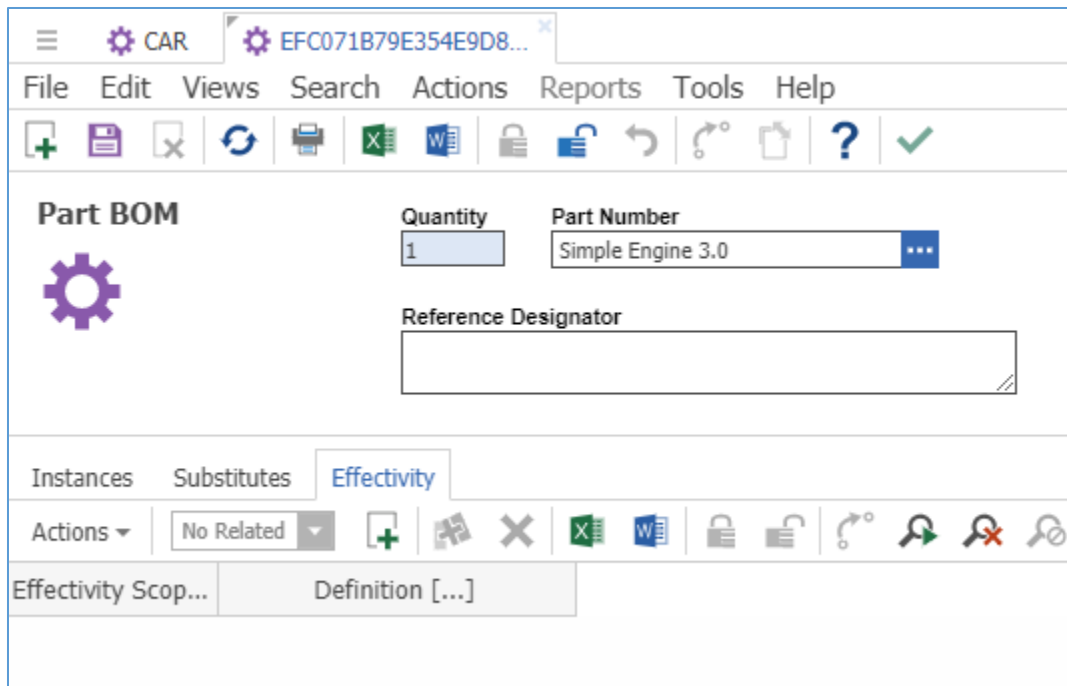 CAR EFC071B79E354E9D8...
File Edit Views Search Actions Reports Tools Help
Part BOM
Quantity Part Number
1 Simple Engine 3.0
Reference Designator
Instances Substitutes Effectivity
Actions No Related
Effectivity Scop... Definition [...]